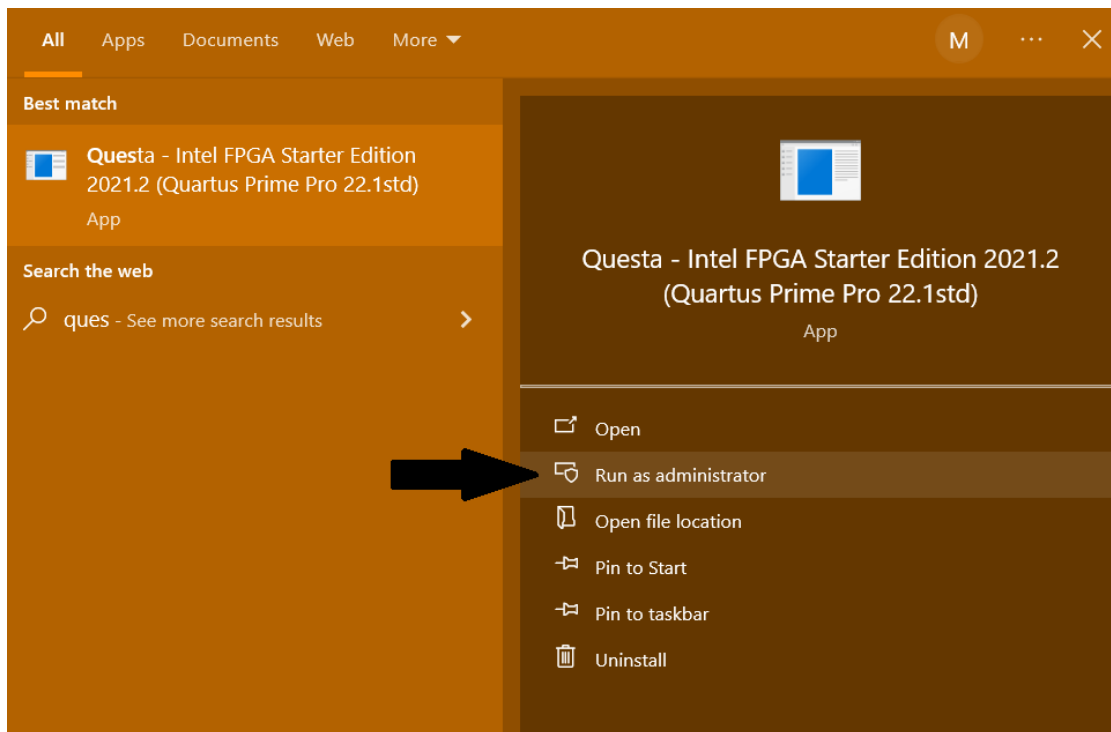 All Apps Documents Web More M ···
Best match
Questa - Intel FPGA Starter Edition
2021.2 (Quartus Prime Pro 22.1std)
App
Search the web
ques - See more search results
Questa - Intel FPGA Starter Edition 2021.2
(Quartus Prime Pro 22.1std)
App
Open
Run as administrator
Open file location
Pin to Start
Pin to taskbar
Uninstall